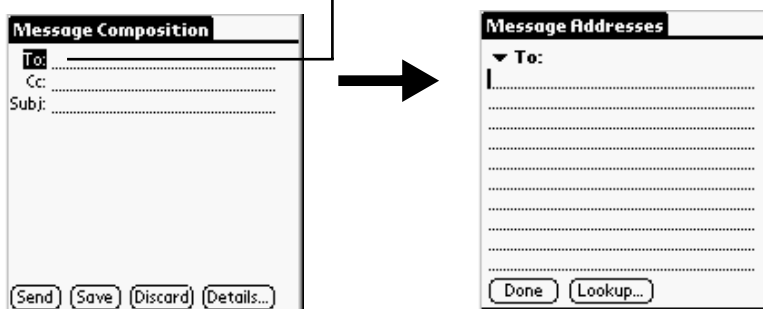 Message Composition
To:
Cc:
Subj:
Send Save Discard Details...
Message Addresses
To:
Done Lookup...